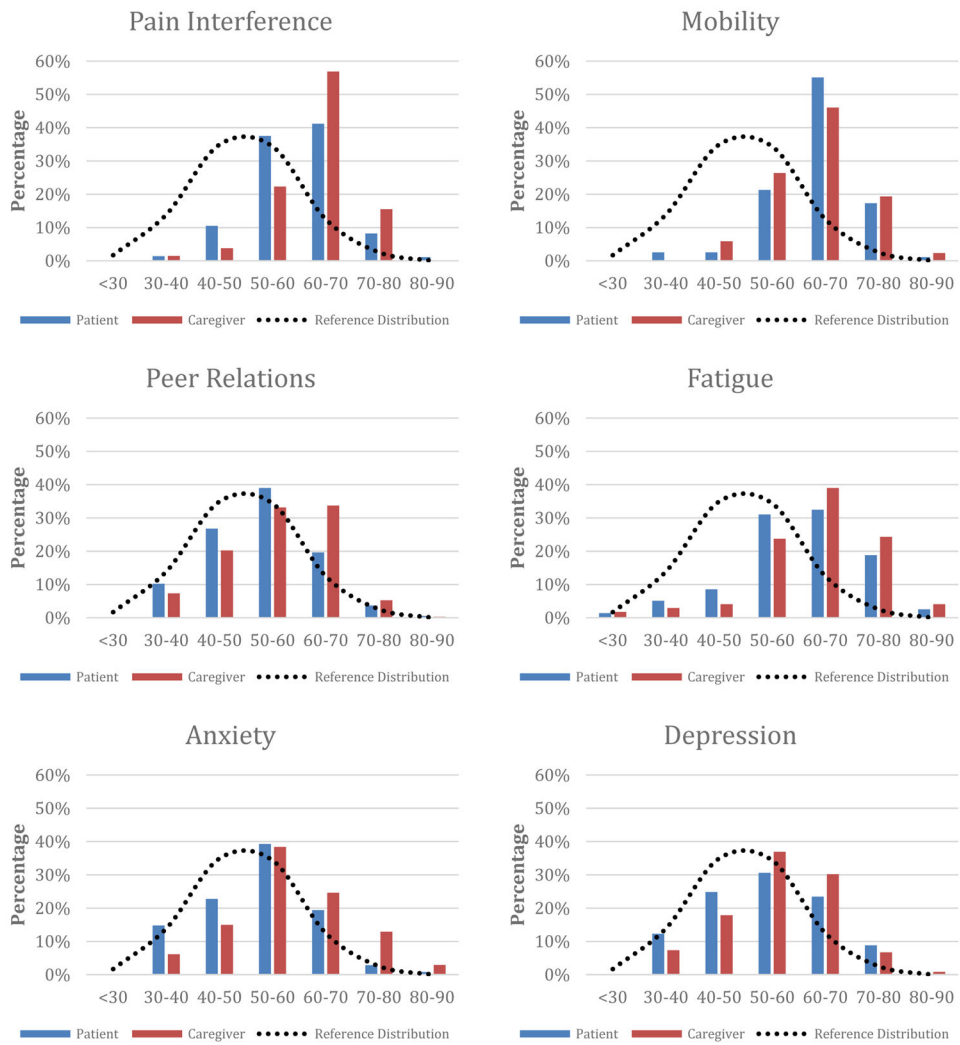 Pain Interference
Percentage
60%
50%
40%
30%
20%
10%
0%
<30 30-40 40-50 50-60 60-70 70-80 80-90
Patient Caregiver Reference Distribution
Mobility
Percentage
60%
50%
40%
30%
20%
10%
0%
<30 30-40 40-50 50-60 60-70 70-80 80-90
Patient Caregiver Reference Distribution
Peer Relations
Percentage
60%
50%
40%
30%
20%
10%
0%
<30 30-40 40-50 50-60 60-70 70-80 80-90
Patient Caregiver Reference Distribution
Fatigue
Percentage
60%
50%
40%
30%
20%
10%
0%
<30 30-40 40-50 50-60 60-70 70-80 80-90
Patient Caregiver Reference Distribution
Anxiety
Percentage
60%
50%
40%
30%
20%
10%
0%
<30 30-40 40-50 50-60 60-70 70-80 80-90
Patient Caregiver Reference Distribution
Depression
Percentage
60%
50%
40%
30%
20%
10%
0%
<30 30-40 40-50 50-60 60-70 70-80 80-90
Patient Caregiver Reference Distribution